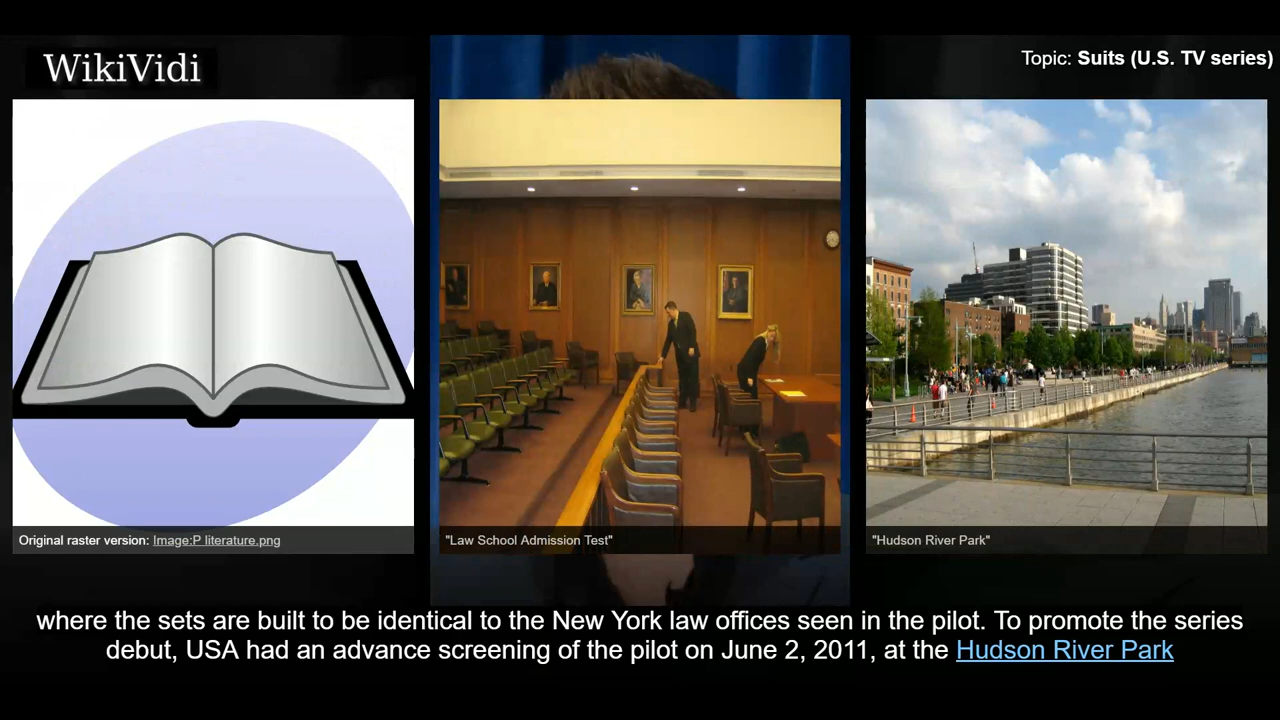 WikiVidi
Topic: Suits (U.S. TV series)
Original raster version: Image:P literature.png
"Law School Admission Test"
"Hudson River Park"
where the sets are built to be identical to the New York law offices seen in the pilot. To promote the series
debut, USA had an advance screening of the pilot on June 2, 2011, at the Hudson River Park